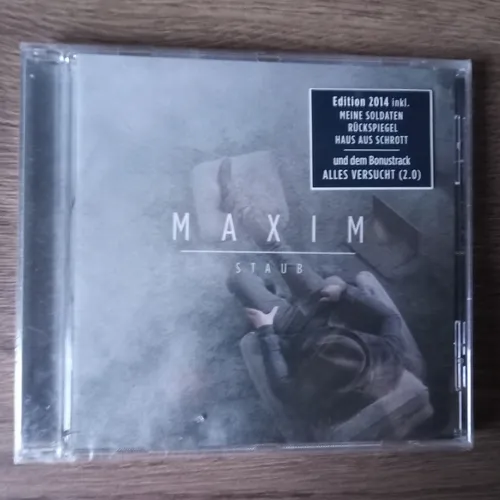 Edition 2014 inkl.
MEINE SOLDATEN
RÜCKSPIEGEL
HAUS AUS SCHROTT
und dem Bonustrack
ALLES VERSUCHT (2.0)
MAXIM
STAUB